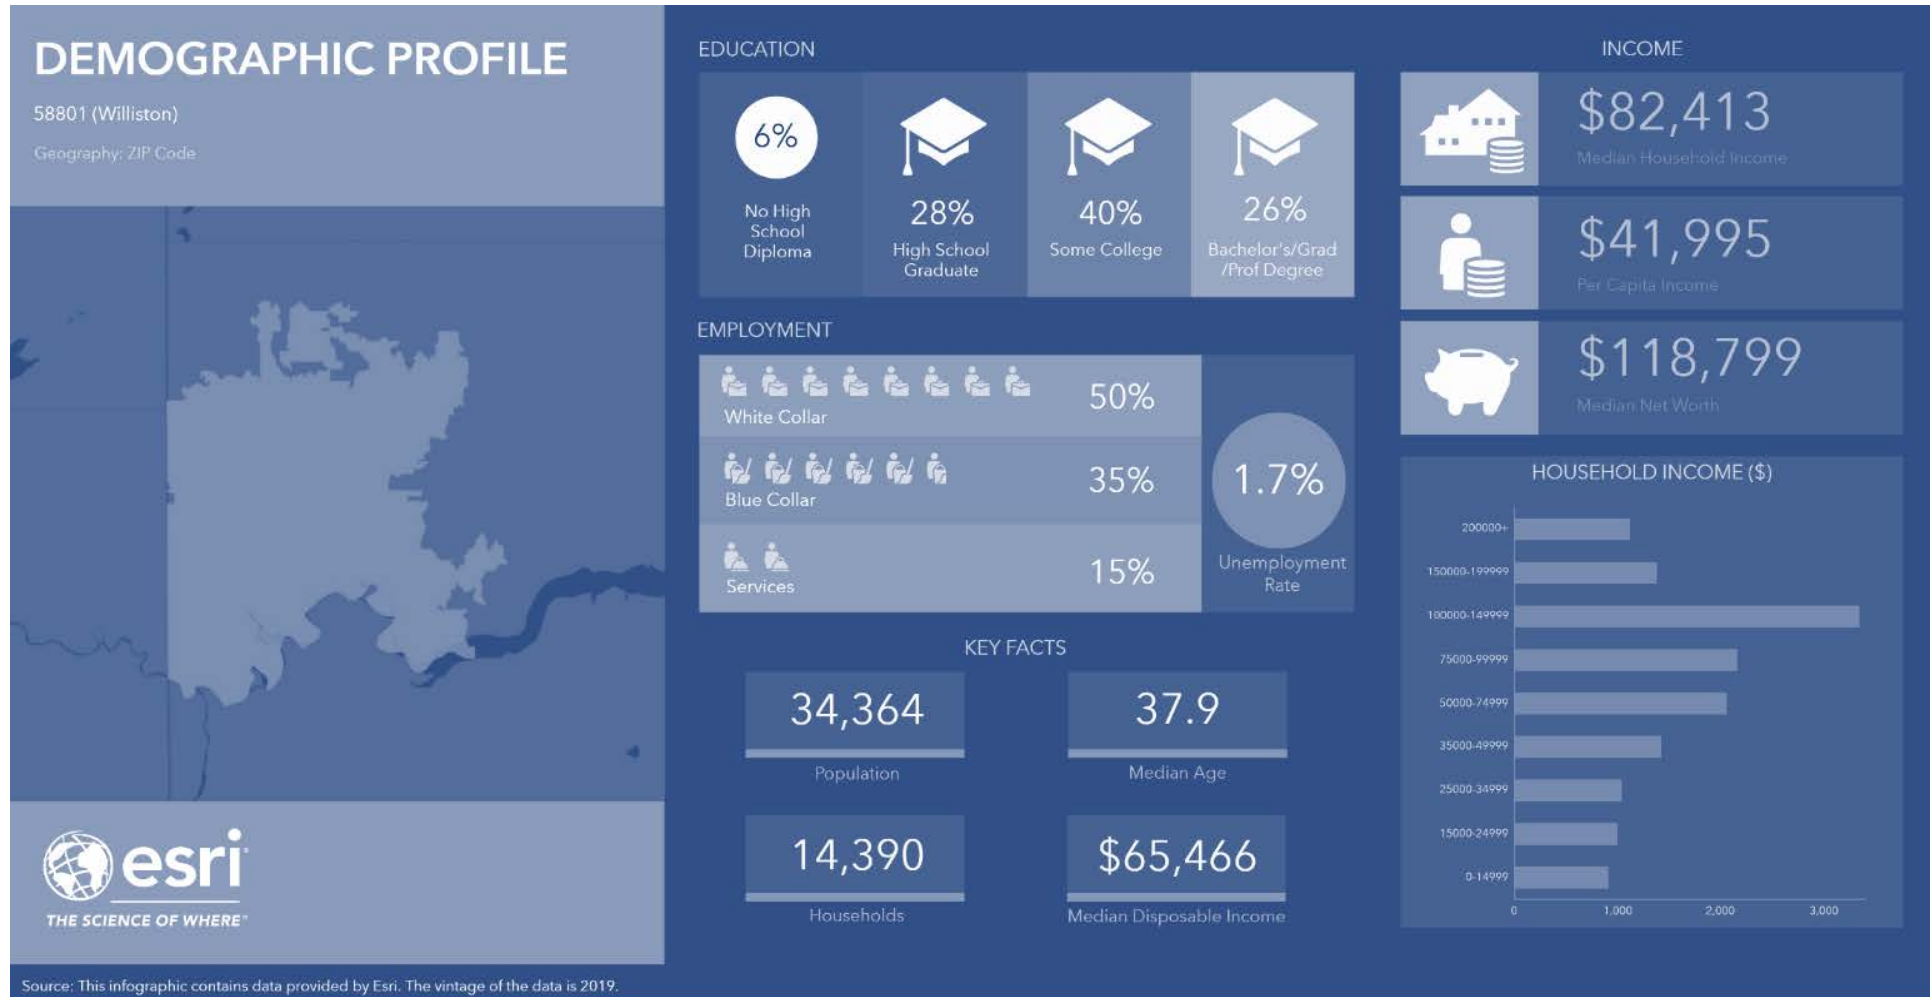 DEMOGRAPHIC PROFILE
58801 (Williston)
Geography: ZIP Code
esri
THE SCIENCE OF WHERE
Source: This infographic contains data provided by Esri. The vintage of the data is 2019.
EDUCATION
6%
No High
School
Diploma
28%
High School
Graduate
40%
Some College
26%
Bachelor's/Grad
/Prof Degree
EMPLOYMENT
50%
White Collar
35%
Blue Collar
15%
Services
1.7%
Unemployment
Rate
KEY FACTS
34,364
Population
37.9
Median Age
14,390
Households
$65,466
Median Disposable Income
INCOME
$82,413
Median Household Income
$41,995
Per Capita Income
$118,799
Median Net Worth
HOUSEHOLD INCOME ($)
200000+
150000-199999
100000-149999
75000-99999
50000-74999
35000-49999
25000-34999
15000-24999
0-14999
0 1,000 2,000 3,000